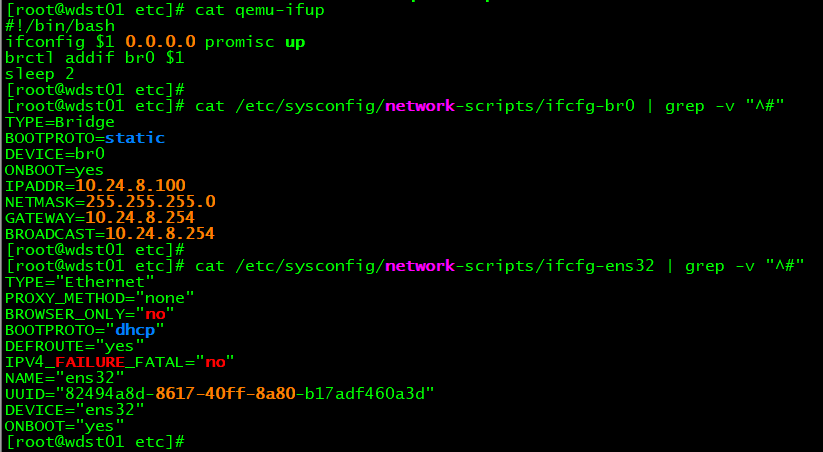 [root@wdst01 etc]# cat qemu-ifup
#!/bin/bash
ifconfig $1 0.0.0.0 promisc up
brctl addif br0 $1
sleep 2
[root@wdst01 etc]#
[root@wdst01 etc]# cat /etc/sysconfig/network-scripts/ifcfg-br0 | grep -v "^#"
TYPE=Bridge
BOOTPROTO=static
DEVICE=br0
ONBOOT=yes
IPADDR=10.24.8.100
NETMASK=255.255.255.0
GATEWAY=10.24.8.254
BROADCAST=10.24.8.254
[root@wdst01 etc]#
[root@wdst01 etc]# cat /etc/sysconfig/network-scripts/ifcfg-ens32 | grep -v "^#"
TYPE="Ethernet"
PROXY_METHOD="none"
BROWSER_ONLY="no"
BOOTPROTO="dhcp"
DEFROUTE="yes"
IPV4_FAILURE_FATAL="no"
NAME="ens32"
UUID="82494a8d-8617-40ff-8a80-b17adf460a3d"
DEVICE="ens32"
ONBOOT="yes"
[root@wdst01 etc]#